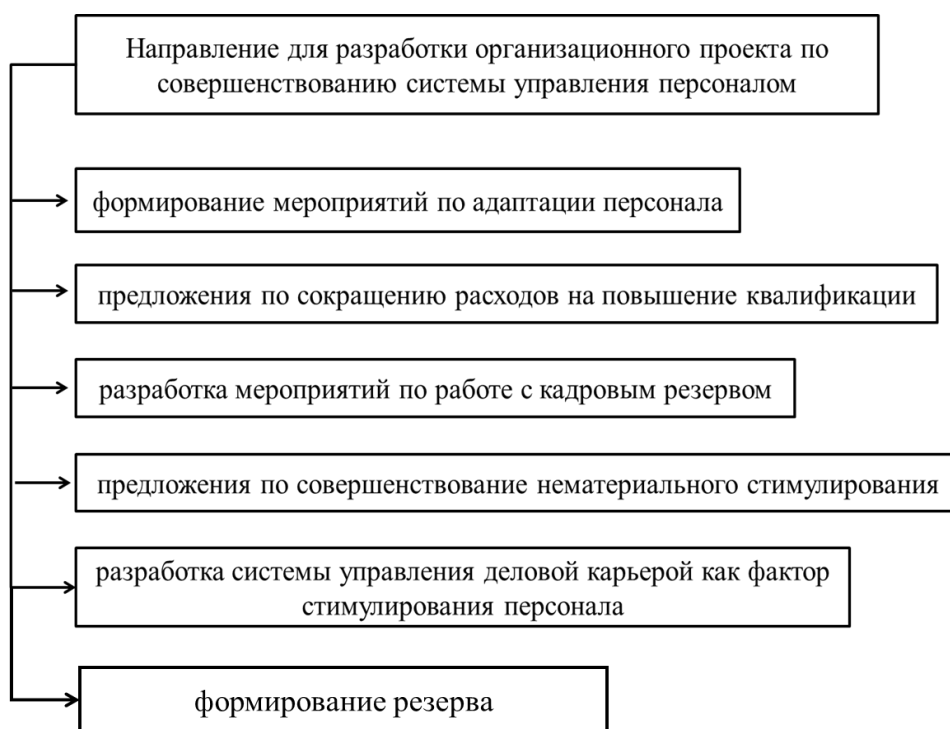 Направление для разработки организационного проекта по
совершенствованию системы управления персоналом
формирование мероприятий по адаптации персонала
предложения по сокращению расходов на повышение квалификации
разработка мероприятий по работе с кадровым резервом
предложения по совершенствование нематериального стимулирования
разработка системы управления деловой карьерой как фактор
стимулирования персонала
формирование резерва